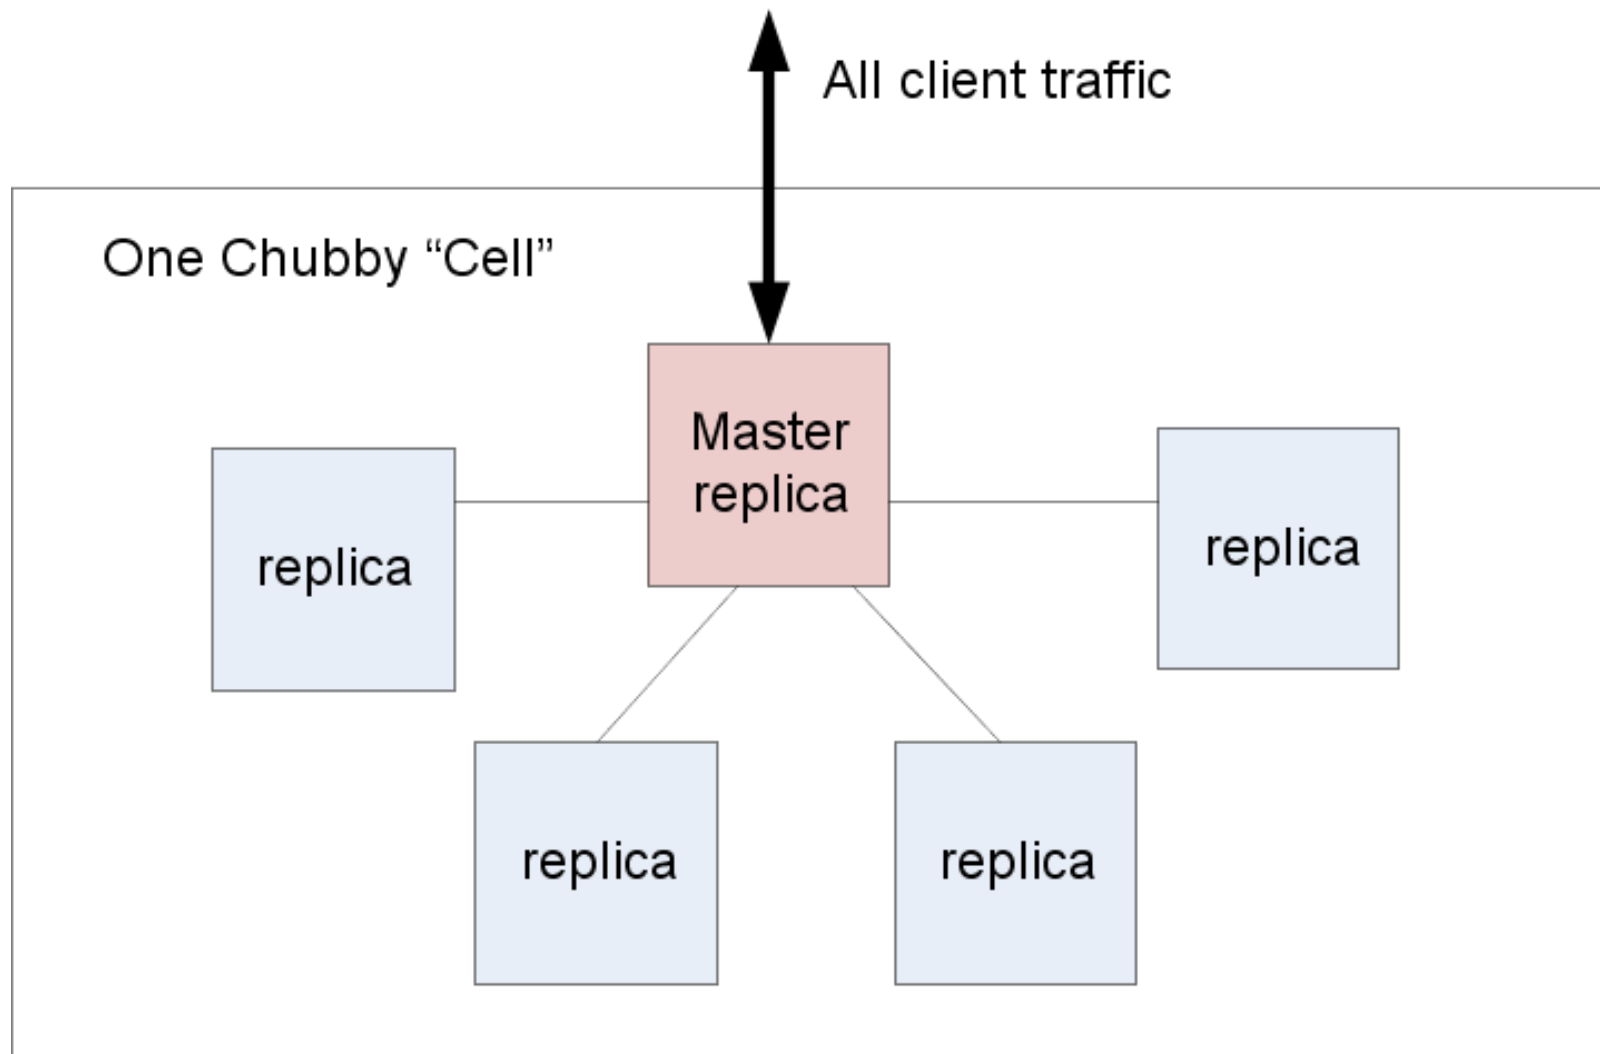 All client traffic
One Chubby “Cell”
Master
replica
replica
replica
replica
replica